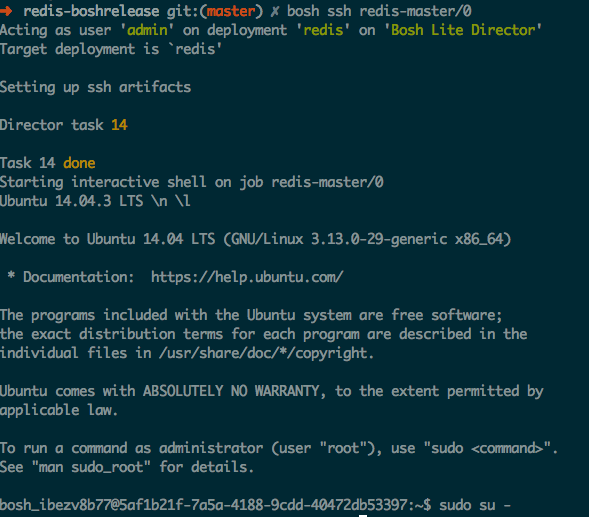 ➜ redis-boshrelease git:(master) ✗ bosh ssh redis-master/0
Acting as user 'admin' on deployment 'redis' on 'Bosh Lite Director'
Target deployment is `redis'
Setting up ssh artifacts
Director task 14
Task 14 done
Starting interactive shell on job redis-master/0
Ubuntu 14.04.3 LTS \n \l
Welcome to Ubuntu 14.04 LTS (GNU/Linux 3.13.0-29-generic x86_64)
* Documentation: https://help.ubuntu.com/
The programs included with the Ubuntu system are free software;
the exact distribution terms for each program are described in the
individual files in /usr/share/doc/*/copyright.
Ubuntu comes with ABSOLUTELY NO WARRANTY, to the extent permitted by
applicable law.
To run a command as administrator (user "root"), use "sudo <command>".
See "man sudo_root" for details.
bosh_ibezv8b77@5af1b21f-7a5a-4188-9cdd-40472db53397:~$ sudo su -